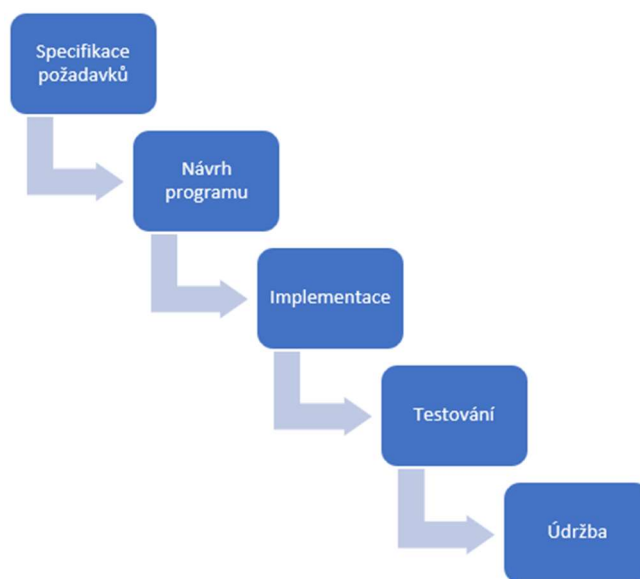 Specifikace
požadavků
Návrh
programu
Implementace
Testování
Údržba